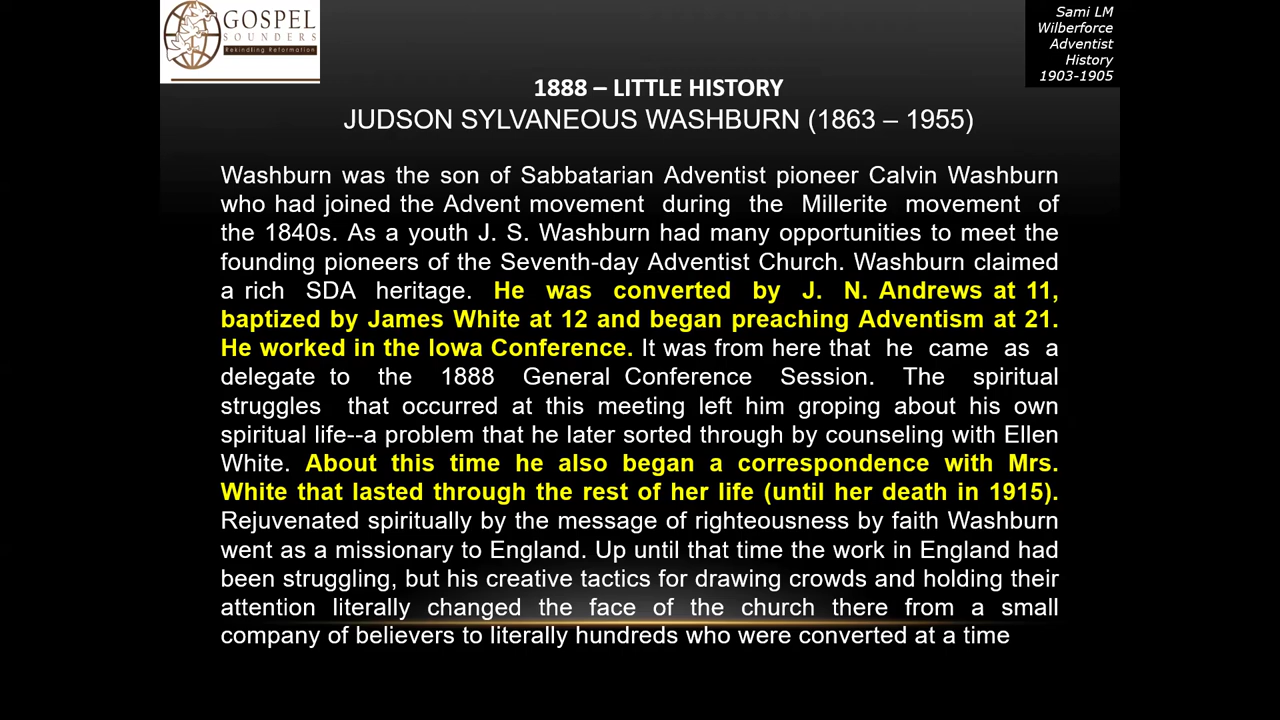 GOSPEL
SOUNDERS
Rekindling Reformation
Sami LM
Wilberforce
Adventist
History
1903-1905
1888 – LITTLE HISTORY
JUDSON SYLVANEOUS WASHBURN (1863 – 1955)
Washburn was the son of Sabbatarian Adventist pioneer Calvin Washburn
who had joined the Advent movement during the Millerite movement of
the 1840s. As a youth J. S. Washburn had many opportunities to meet the
founding pioneers of the Seventh-day Adventist Church. Washburn claimed
a rich SDA heritage. He was converted by J. N. Andrews at 11,
baptized by James White at 12 and began preaching Adventism at 21.
He worked in the Iowa Conference. It was from here that he came as a
delegate to the 1888 General Conference Session. The spiritual
struggles that occurred at this meeting left him groping about his own
spiritual life--a problem that he later sorted through by counseling with Ellen
White. About this time he also began a correspondence with Mrs.
White that lasted through the rest of her life (until her death in 1915).
Rejuvenated spiritually by the message of righteousness by faith Washburn
went as a missionary to England. Up until that time the work in England had
been struggling, but his creative tactics for drawing crowds and holding their
attention literally changed the face of the church there from a small
company of believers to literally hundreds who were converted at a time